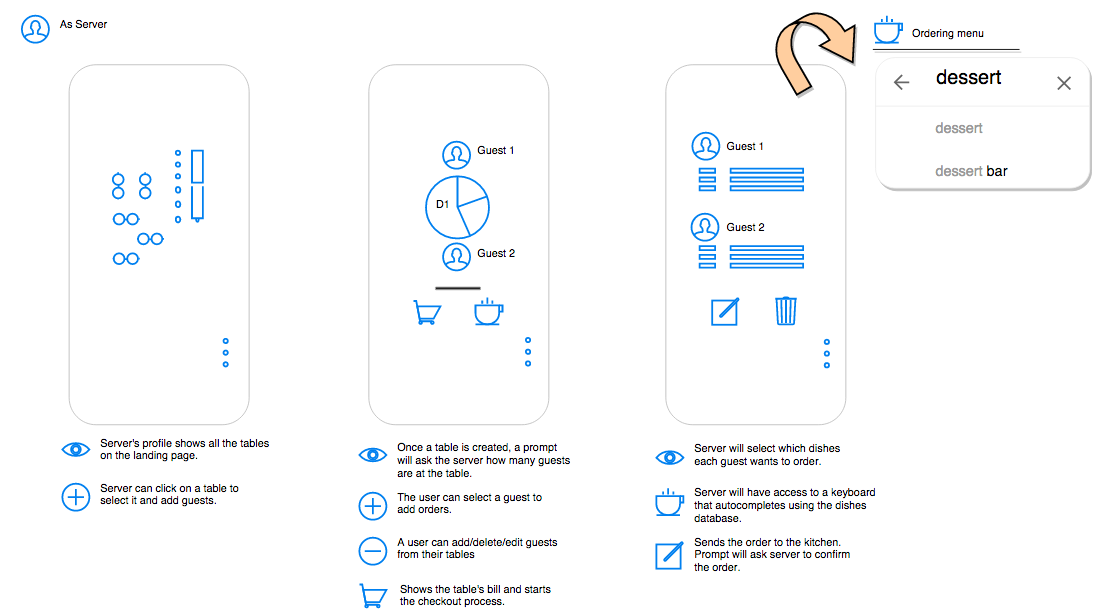 As Server
Ordering menu
dessert
dessert
dessert bar
Guest 1
D1
Guest 2
Guest 1
Guest 2
Server's profile shows all the tables
on the landing page.
Server can click on a table to
select it and add guests.
Once a table is created, a prompt
will ask the server how many guests
are at the table.
The user can select a guest to
add orders.
A user can add/delete/edit guests
from their tables
Shows the table's bill and starts
the checkout process.
Server will select which dishes
each guest wants to order.
Server will have access to a keyboard
that autocompletes using the dishes
database.
Sends the order to the kitchen.
Prompt will ask server to confirm
the order.